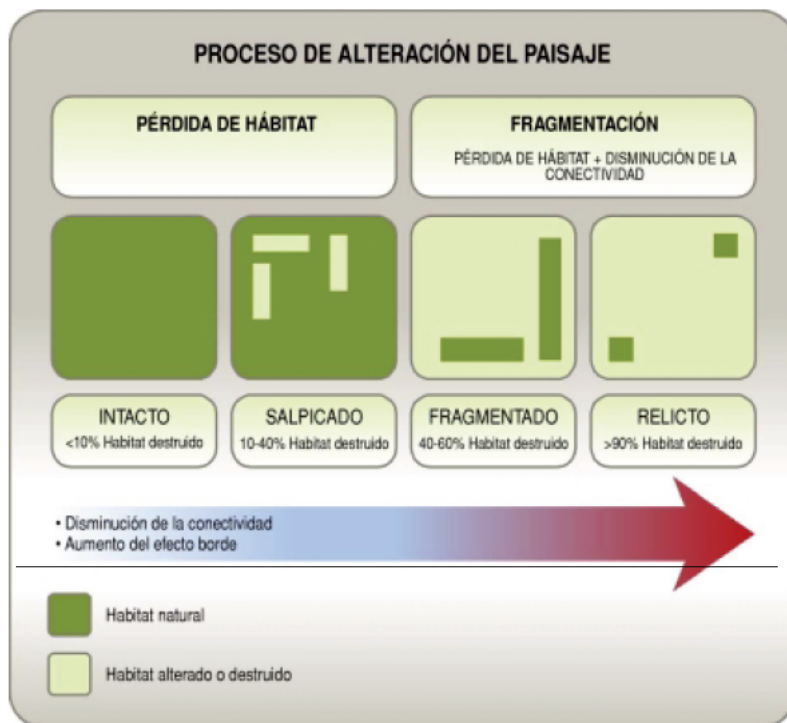 PROCESO DE ALTERACIÓN DEL PAISAJE
PÉRDIDA DE HÁBITAT
FRAGMENTACIÓN
PÉRDIDA DE HÁBITAT + DISMINUCIÓN DE LA
CONECTIVIDAD
INTACTO
<10% Habitat destruido
SALPICADO
10-40% Habitat destruido
FRAGMENTADO
40-60% Habitat destruido
RELICTO
>90% Habitat destruido
• Disminución de la conectividad
• Aumento del efecto borde
Habitat natural
Habitat alterado o destruido